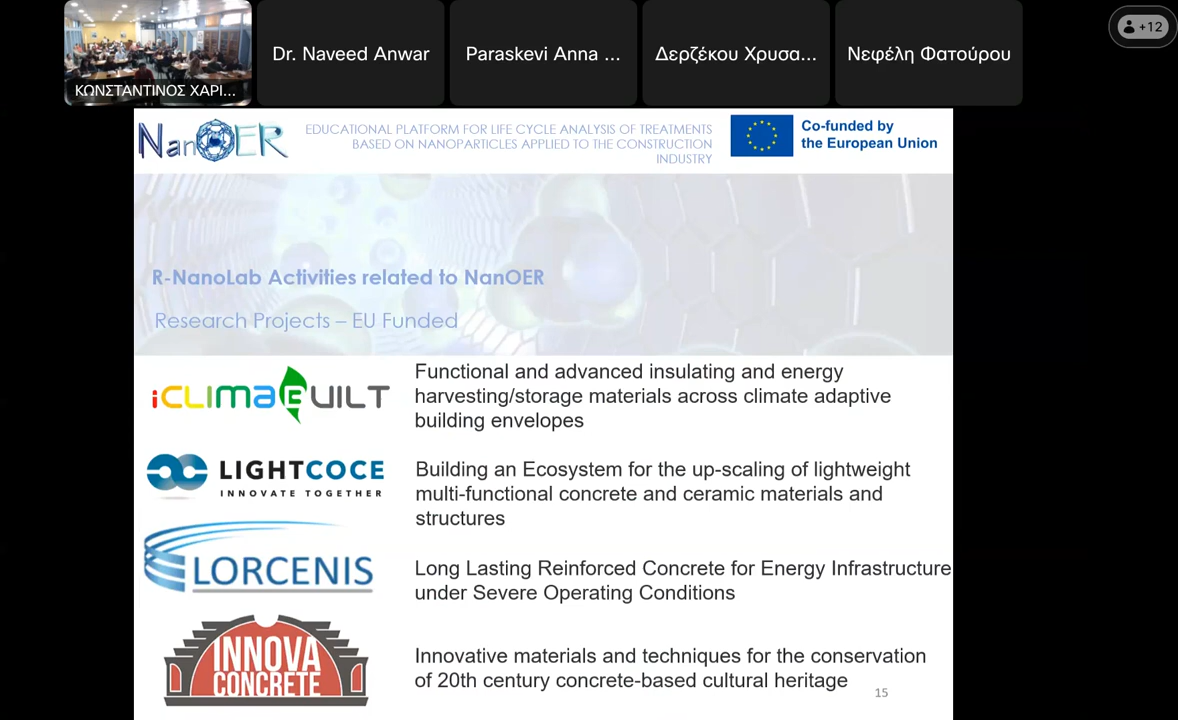 ΚΩΝΣΤΑΝΤΙΝΟΣ ΧΑΡΙ...
Dr. Naveed Anwar
Paraskevi Anna ...
Δερζέκου Χρυσα...
Νεφέλη Φατούρου
+12
NanOER
EDUCATIONAL PLATFORM FOR LIFE CYCLE ANALYSIS OF TREATMENTS
BASED ON NANOPARTICLES APPLIED TO THE CONSTRUCTION
INDUSTRY
Co-funded by
the European Union
R-NanoLab Activities related to NanOER
Research Projects – EU Funded
iCLIMABUILT
Functional and advanced insulating and energy
harvesting/storage materials across climate adaptive
building envelopes
LIGHTCOCE
INNOVATE TOGETHER
Building an Ecosystem for the up-scaling of lightweight
multi-functional concrete and ceramic materials and
structures
LORCENIS
Long Lasting Reinforced Concrete for Energy Infrastructure
under Severe Operating Conditions
INNOVA
CONCRETE
Innovative materials and techniques for the conservation
of 20th century concrete-based cultural heritage
15